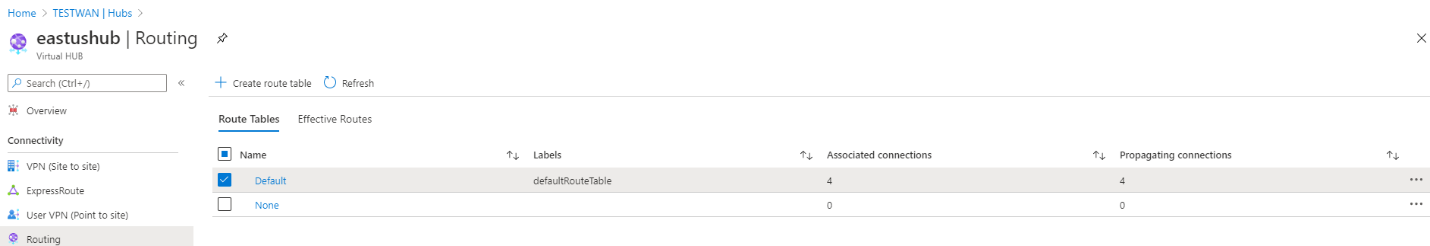 Home > TESTWAN | Hubs >
eastushub | Routing
Virtual HUB
Search (Ctrl+/)
«
Overview
Connectivity
VPN (Site to site)
ExpressRoute
User VPN (Point to site)
Routing
+ Create route table Refresh
Route Tables Effective Routes
Name ↑↓ Labels ↑↓ Associated connections ↑↓ Propagating connections ↑↓
Default defaultRouteTable 4 4 ...
None 0 0 ...